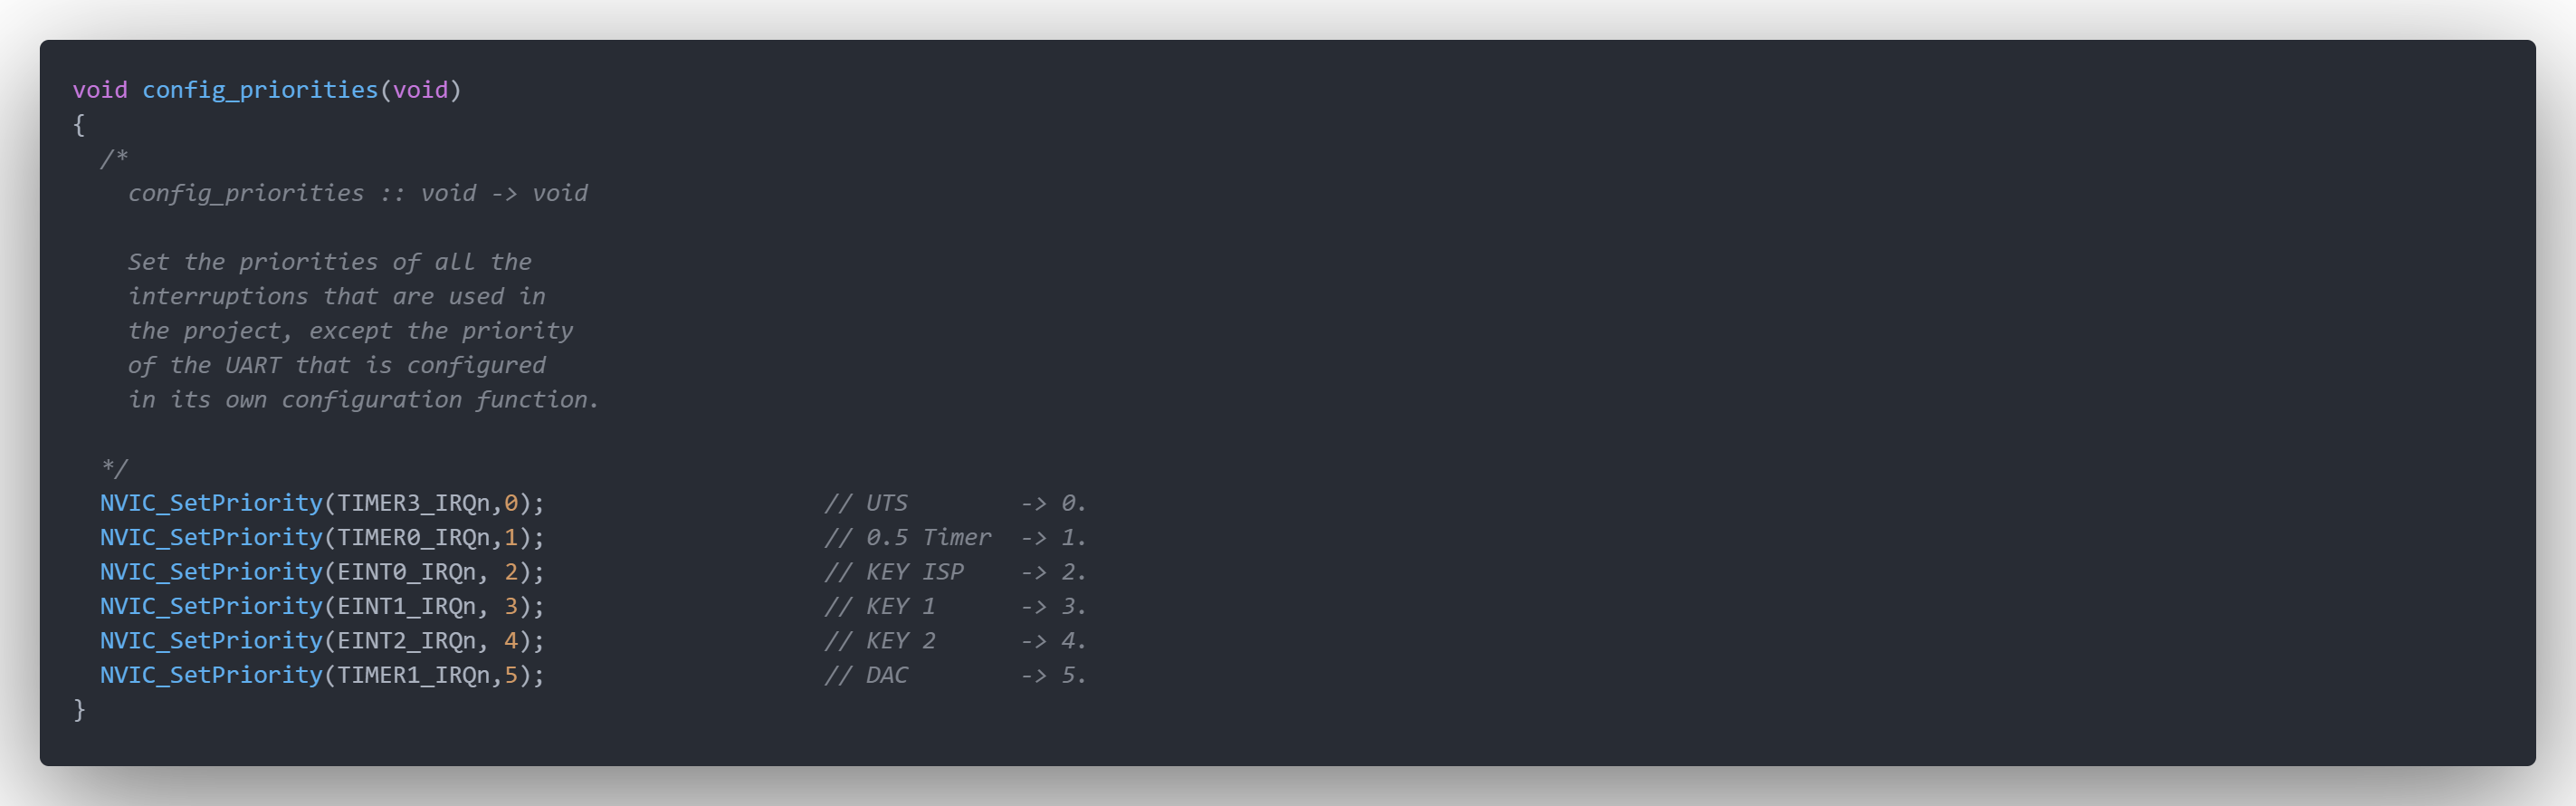 void config_priorities(void)
{
  /*
    config_priorities :: void -> void

    Set the priorities of all the
    interruptions that are used in
    the project, except the priority
    of the UART that is configured
    in its own configuration function.

  */
  NVIC_SetPriority(TIMER3_IRQn,0);                    // UTS        -> 0.
  NVIC_SetPriority(TIMER0_IRQn,1);                    // 0.5 Timer  -> 1.
  NVIC_SetPriority(EINT0_IRQn, 2);                    // KEY ISP    -> 2.
  NVIC_SetPriority(EINT1_IRQn, 3);                    // KEY 1      -> 3.
  NVIC_SetPriority(EINT2_IRQn, 4);                    // KEY 2      -> 4.
  NVIC_SetPriority(TIMER1_IRQn,5);                    // DAC        -> 5.
}